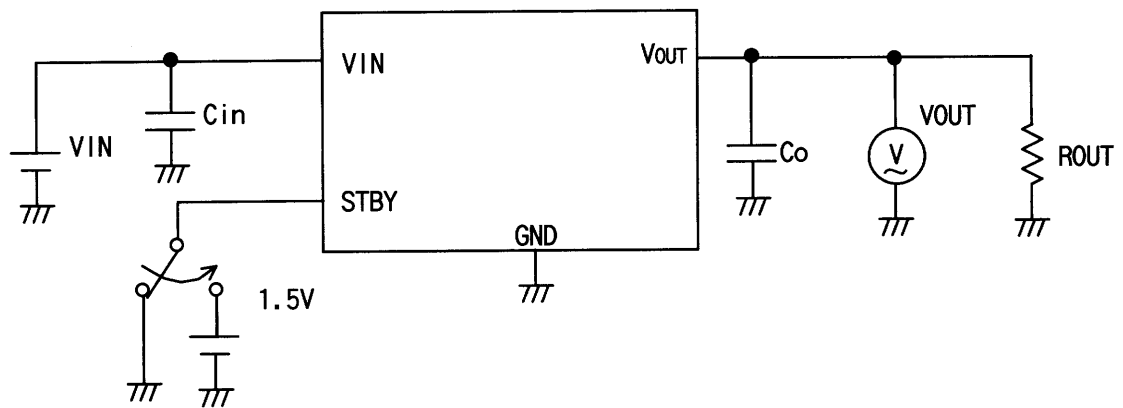 VIN
VOUT
Cin
VOUT
VIN
Co
V
ROUT
STBY
GND
1.5V